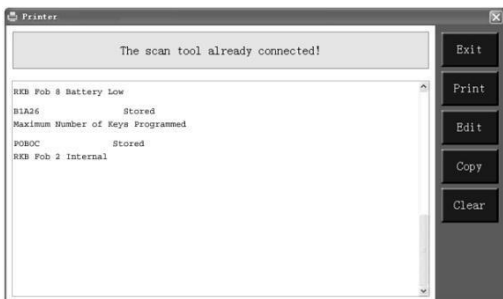 Printer
The scan tool already connected!
RKB Fob 8 Battery Low
B1A26 Stored
Maximum Number of Keys Programmed
POBOC Stored
RKB Fob 2 Internal
Exit
Print
Edit
Copy
Clear